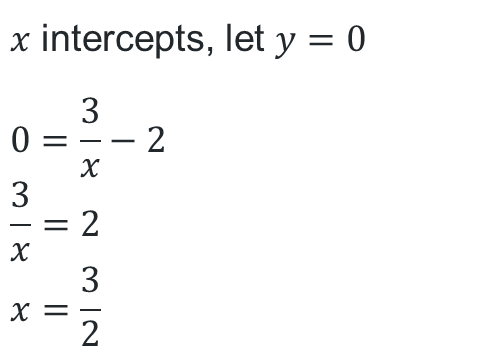 x intercepts, let y = 0
0 = 3/x − 2
3/x = 2
x = 3/2